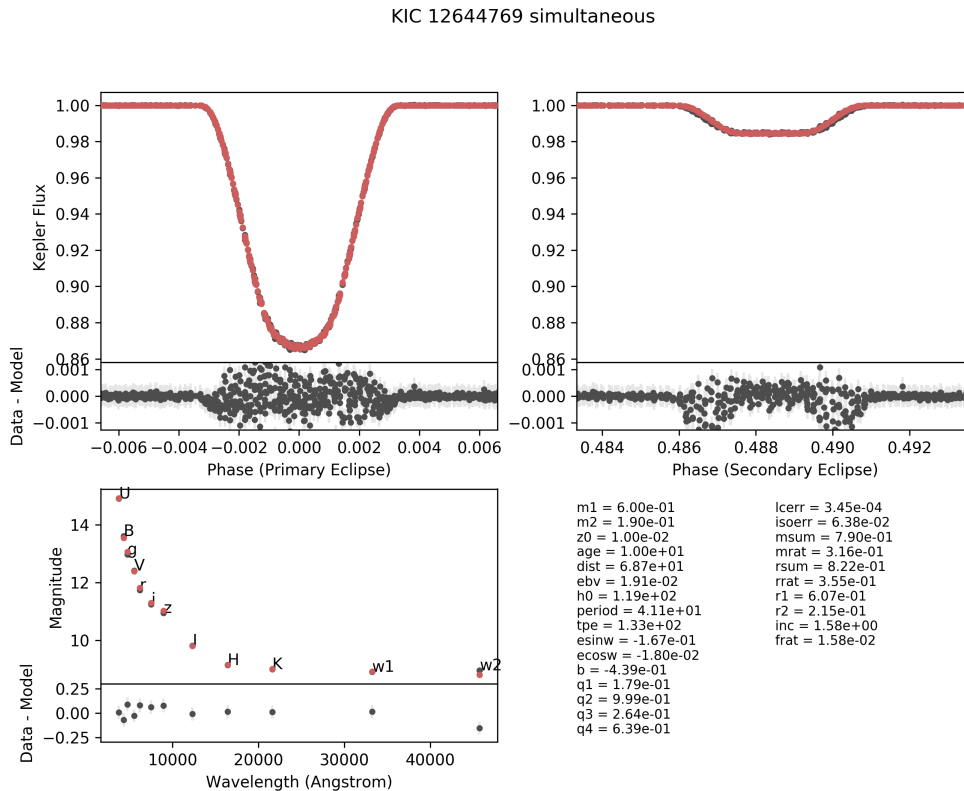 KIC 12644769 simultaneous
1.00
0.98
0.96
0.94
0.92
0.90
0.88
0.86
Kepler Flux
0.001
0.000
−0.001
Data - Model
−0.006 −0.004 −0.002 0.000 0.002 0.004 0.006
Phase (Primary Eclipse)
1.00
0.98
0.96
0.94
0.92
0.90
0.88
0.86
0.001
0.000
−0.001
0.484 0.486 0.488 0.490 0.492
Phase (Secondary Eclipse)
14
12
10
Magnitude
U
B
g
V
r
i
z
J
H
K
w1
w2
0.25
0.00
−0.25
Data - Model
10000 20000 30000 40000
Wavelength (Angstrom)
m1 = 6.00e-01
m2 = 1.90e-01
z0 = 1.00e-02
age = 1.00e+01
dist = 6.87e+01
ebv = 1.91e-02
h0 = 1.19e+02
period = 4.11e+01
tpe = 1.33e+02
esinw = -1.67e-01
ecosw = -1.80e-02
b = -4.39e-01
q1 = 1.79e-01
q2 = 9.99e-01
q3 = 2.64e-01
q4 = 6.39e-01
lcerr = 3.45e-04
isoerr = 6.38e-02
msum = 7.90e-01
mrat = 3.16e-01
rsum = 8.22e-01
rrat = 3.55e-01
r1 = 6.07e-01
r2 = 2.15e-01
inc = 1.58e+00
frat = 1.58e-02